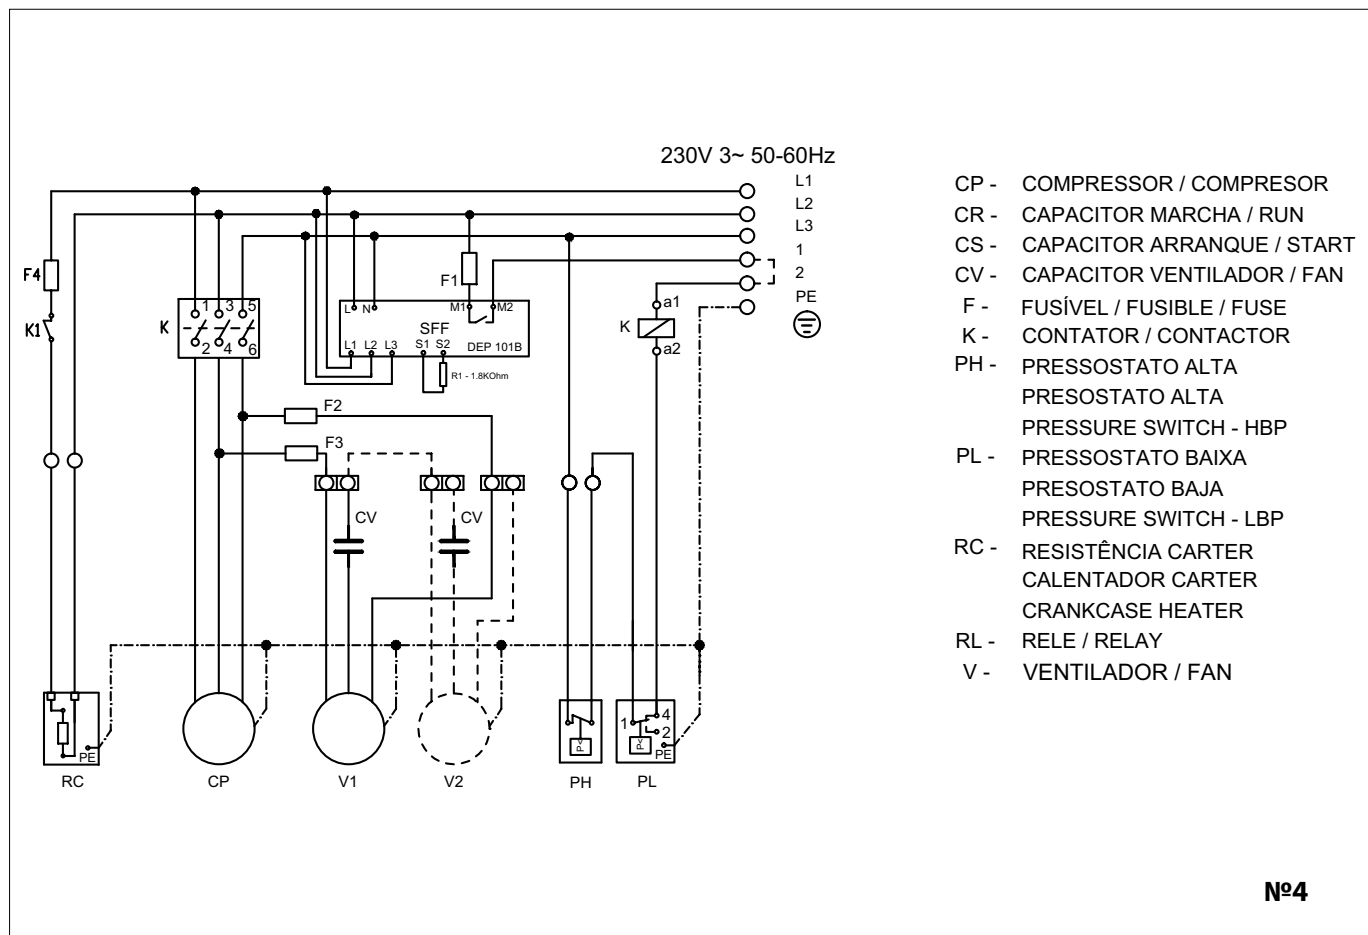 230V 3~ 50-60Hz
L1
L2
L3
1
2
PE
F4
K1
K
1 3 5
2 4 6
L N
M1 M2
SFF
DEP 101B
L1 L2 L3 S1 S2
R1 - 1.8KOhm
F1
F2
F3
K
a1
a2
CV
CV
PE
P<
1
4
2
P<
PE
RC
CP
V1
V2
PH
PL
CP - COMPRESSOR / COMPRESOR
CR - CAPACITOR MARCHA / RUN
CS - CAPACITOR ARRANQUE / START
CV - CAPACITOR VENTILADOR / FAN
F - FUSÍVEL / FUSIBLE / FUSE
K - CONTATOR / CONTACTOR
PH - PRESSOSTATO ALTA
PRESOSTATO ALTA
PRESSURE SWITCH - HBP
PL - PRESSOSTATO BAIXA
PRESOSTATO BAJA
PRESSURE SWITCH - LBP
RC - RESISTÊNCIA CARTER
CALENTADOR CARTER
CRANKCASE HEATER
RL - RELE / RELAY
V - VENTILADOR / FAN
№4